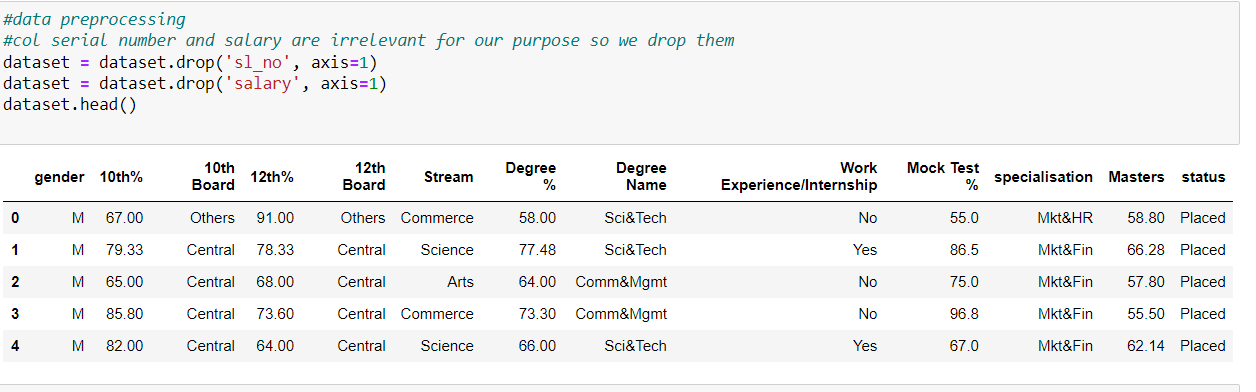 #data preprocessing
#col serial number and salary are irrelevant for our purpose so we drop them
dataset = dataset.drop('sl_no', axis=1)
dataset = dataset.drop('salary', axis=1)
dataset.head()
gender 10th% 10th Board 12th% 12th Board Stream Degree % Degree Name Work Experience/Internship Mock Test % specialisation Masters status
0 M 67.00 Others 91.00 Others Commerce 58.00 Sci&Tech No 55.0 Mkt&HR 58.80 Placed
1 M 79.33 Central 78.33 Central Science 77.48 Sci&Tech Yes 86.5 Mkt&Fin 66.28 Placed
2 M 65.00 Central 68.00 Central Arts 64.00 Comm&Mgmt No 75.0 Mkt&Fin 57.80 Placed
3 M 85.80 Central 73.60 Central Commerce 73.30 Comm&Mgmt No 96.8 Mkt&Fin 55.50 Placed
4 M 82.00 Central 64.00 Central Science 66.00 Sci&Tech Yes 67.0 Mkt&Fin 62.14 Placed